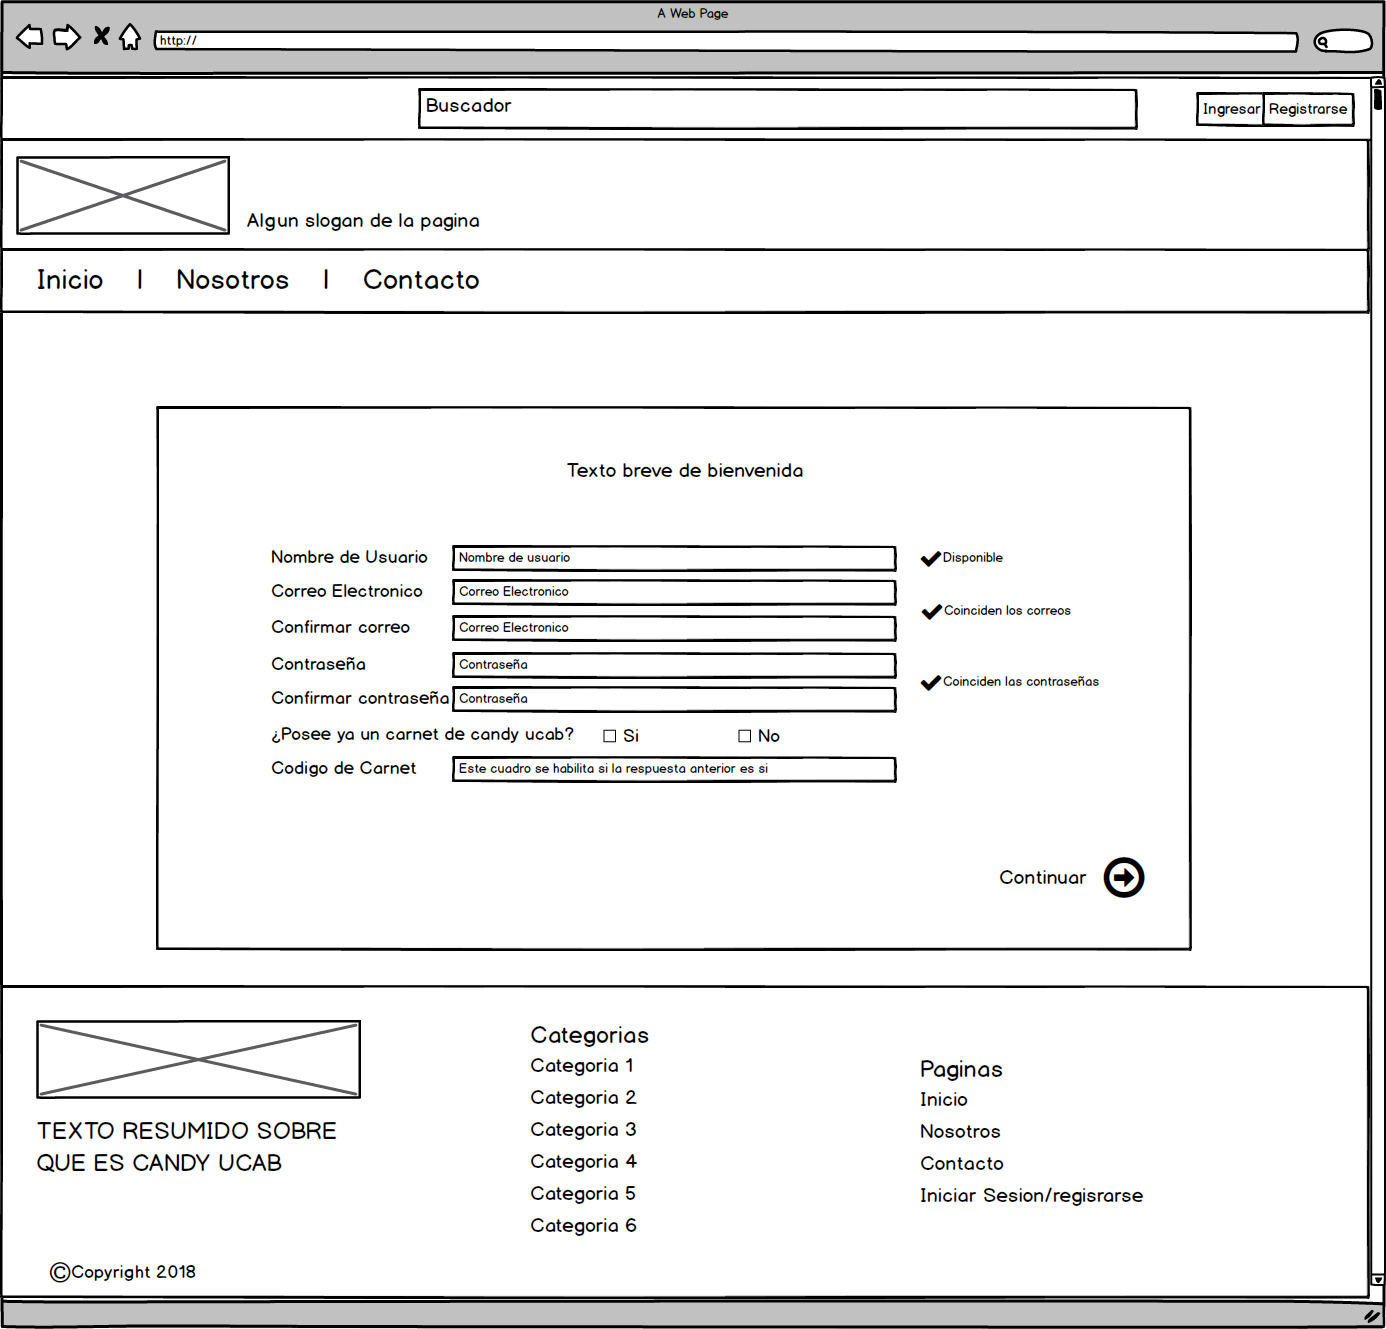 A Web Page
http://
Buscador
Ingresar Registrarse
Algun slogan de la pagina
Inicio | Nosotros | Contacto
Texto breve de bienvenida
Nombre de Usuario Nombre de usuario Disponible
Correo Electronico Correo Electronico
Coinciden los correos
Confirmar correo Correo Electronico
Contraseña Contraseña
Coinciden las contraseñas
Confirmar contraseña Contraseña
¿Posee ya un carnet de candy ucab? Si No
Codigo de Carnet Este cuadro se habilita si la respuesta anterior es si
Continuar
TEXTO RESUMIDO SOBRE
QUE ES CANDY UCAB
Categorias
Categoria 1
Categoria 2
Categoria 3
Categoria 4
Categoria 5
Categoria 6
Paginas
Inicio
Nosotros
Contacto
Iniciar Sesion/regisrarse
©Copyright 2018